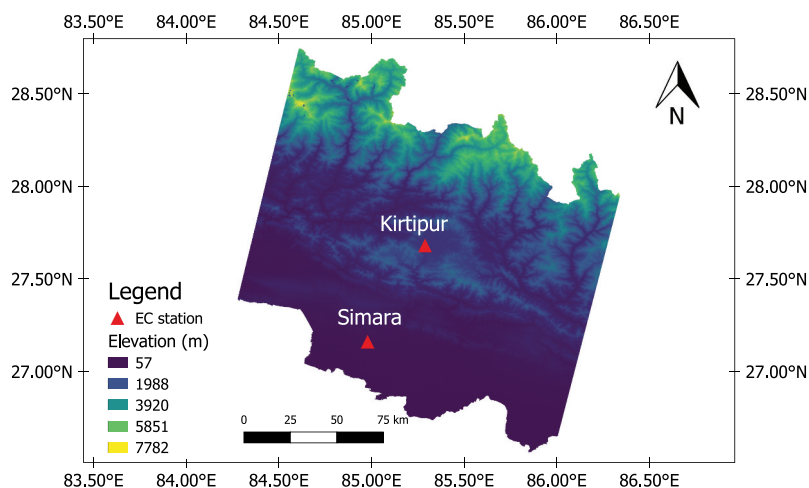 83.50°E 84.00°E 84.50°E 85.00°E 85.50°E 86.00°E 86.50°E
28.50°N 28.50°N
N
28.00°N 28.00°N
Kirtipur
27.50°N 27.50°N
Legend
EC station
Simara
Elevation (m)
57
27.00°N 27.00°N
1988
3920
5851
7782
0 25 50 75 km
83.50°E 84.00°E 84.50°E 85.00°E 85.50°E 86.00°E 86.50°E